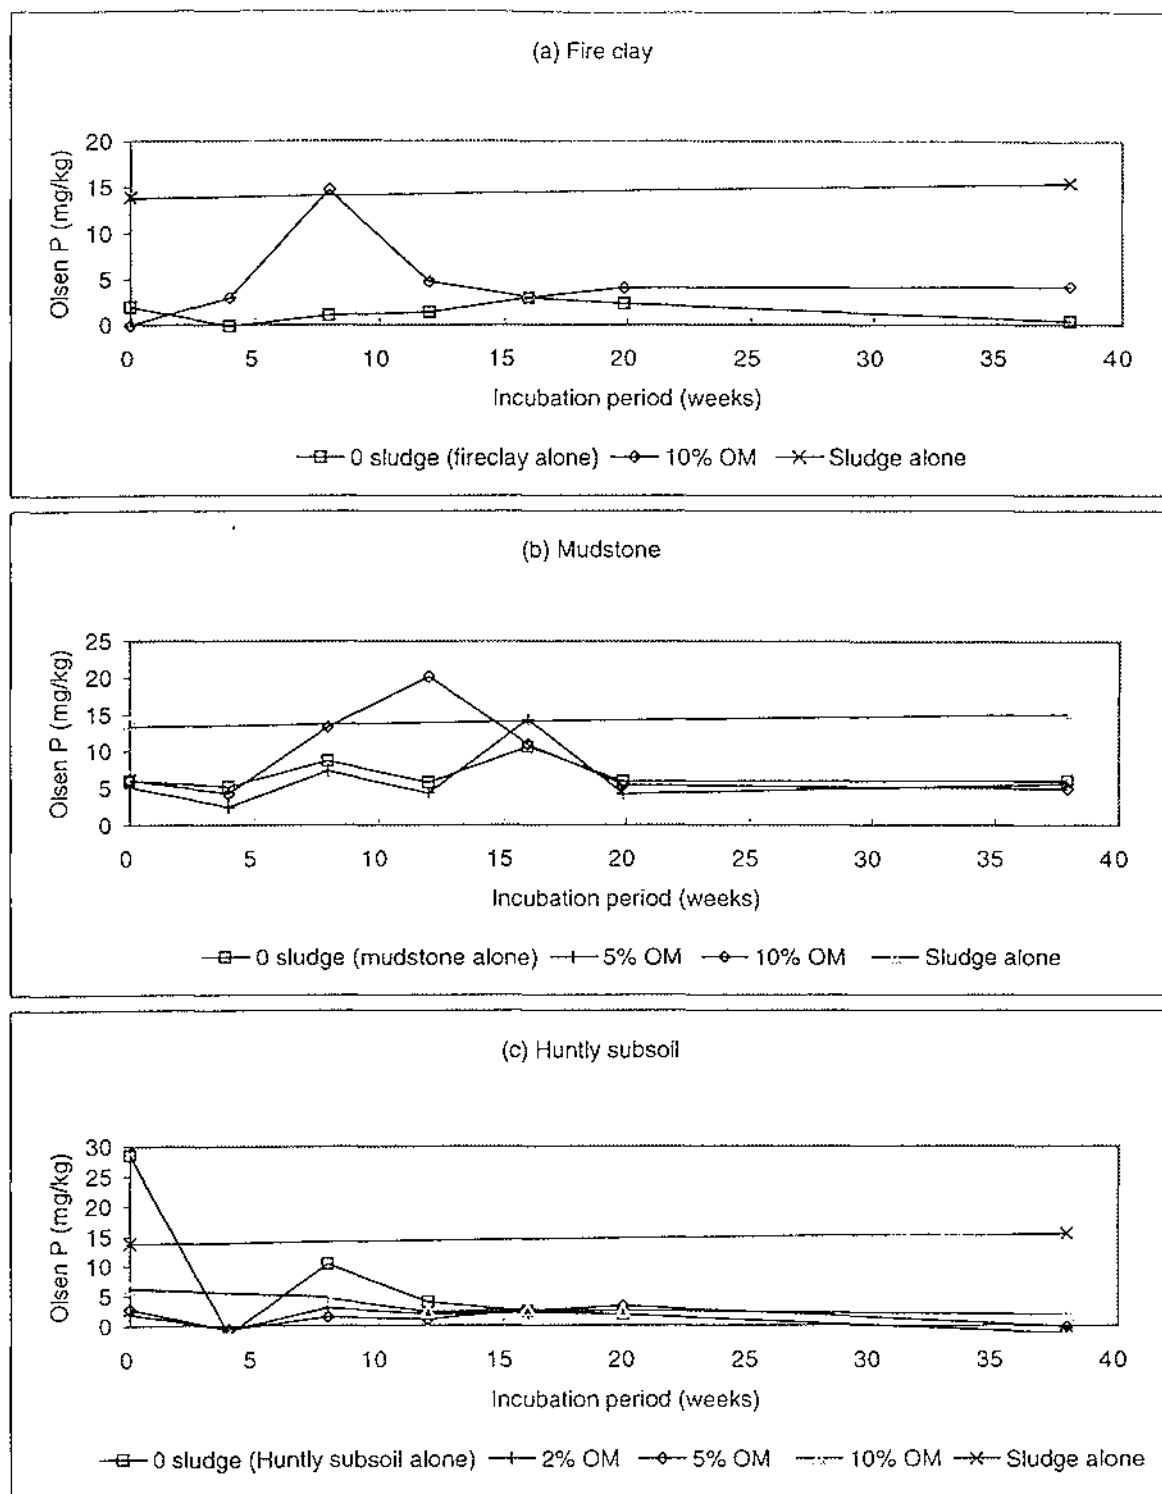 (a) Fire clay
Olsen P (mg/kg)
20
15
10
5
0
0 5 10 15 20 25 30 35 40
Incubation period (weeks)
0 sludge (fireclay alone) 10% OM Sludge alone
(b) Mudstone
Olsen P (mg/kg)
25
20
15
10
5
0
0 5 10 15 20 25 30 35 40
Incubation period (weeks)
0 sludge (mudstone alone) 5% OM 10% OM Sludge alone
(c) Huntly subsoil
Olsen P (mg/kg)
30
25
20
15
10
5
0
0 5 10 15 20 25 30 35 40
Incubation period (weeks)
0 sludge (Huntly subsoil alone) 2% OM 5% OM 10% OM Sludge alone